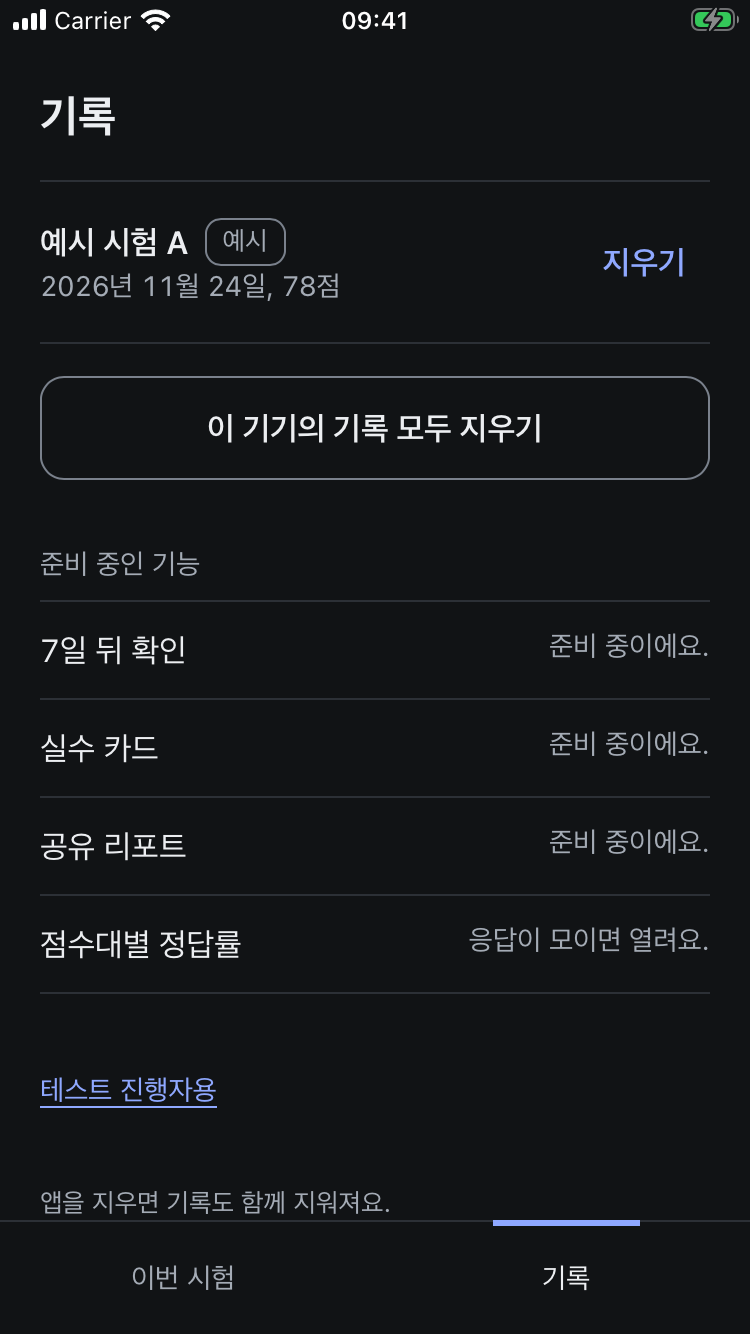 Carrier 09:41
기록
예시 시험 A 예시
2026년 11월 24일, 78점
지우기
이 기기의 기록 모두 지우기
준비 중인 기능
7일 뒤 확인 준비 중이에요.
실수 카드 준비 중이에요.
공유 리포트 준비 중이에요.
점수대별 정답률 응답이 모이면 열려요.
테스트 진행자용
앱을 지우면 기록도 함께 지워져요.
이번 시험 기록